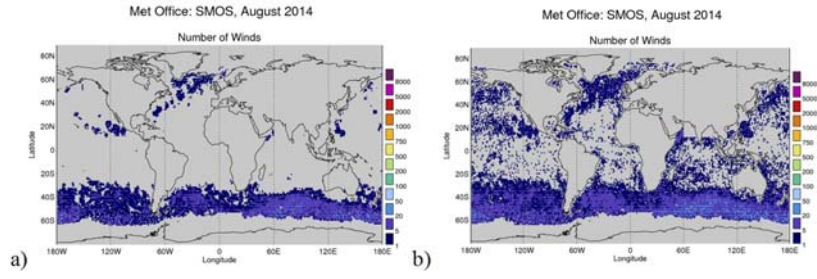 Met Office: SMOS, August 2014
Number of Winds
80N
60N
40N
20N
0
20S
40S
60S
Latitude
180W
120W
60W
0
60E
120E
180E
Longitude
8000
5000
2000
1000
750
500
200
100
50
20
5
1
a)
Met Office: SMOS, August 2014
Number of Winds
80N
60N
40N
20N
0
20S
40S
60S
Latitude
180W
120W
60W
0
60E
120E
180E
Longitude
8000
5000
2000
1000
750
500
200
100
50
20
5
1
b)